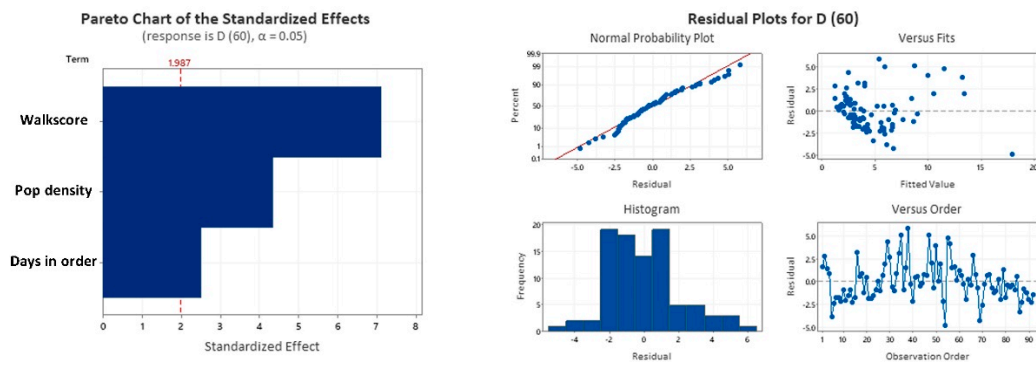 Pareto Chart of the Standardized Effects
(response is D (60), α = 0.05)
Term
1.987
Walkscore
Pop density
Days in order
0 1 2 3 4 5 6 7 8
Standardized Effect
Residual Plots for D (60)
Normal Probability Plot
99.9
99
90
50
10
1
0.1
Percent
-5.0 -2.5 0.0 2.5 5.0
Residual
Versus Fits
5.0
2.5
0.0
-2.5
-5.0
Residual
0 5 10 15 20
Fitted Value
Histogram
20
15
10
5
0
Frequency
-4 -2 0 2 4 6
Residual
Versus Order
5.0
2.5
0.0
-2.5
-5.0
Residual
1 10 20 30 40 50 60 70 80 90
Observation Order